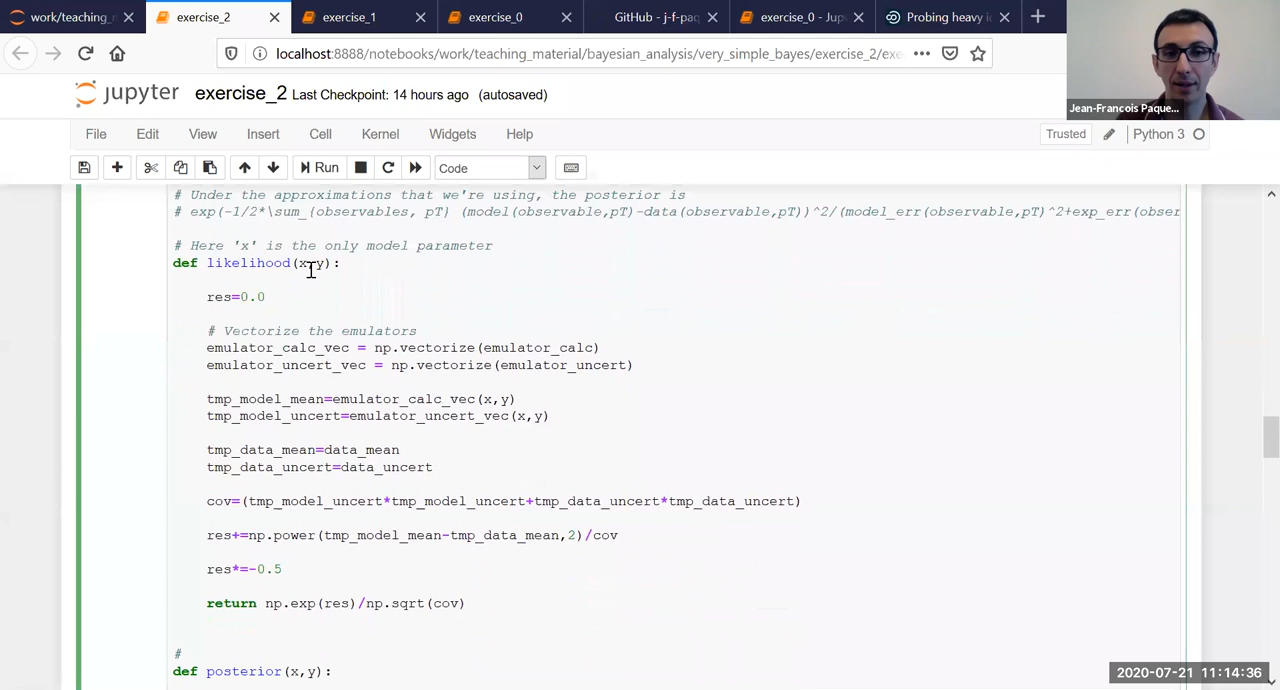 work/teaching_
exercise_2
exercise_1
exercise_0
GitHub - j-f-paq
exercise_0 - Jup
Probing heavy i
localhost:8888/notebooks/work/teaching_material/bayesian_analysis/very_simple_bayes/exercise_2/exe
Jean-Francois Paque...
jupyter exercise_2 Last Checkpoint: 14 hours ago (autosaved)
File Edit View Insert Cell Kernel Widgets Help
Trusted Python 3
Run Code
# Under the approximations that we're using, the posterior is
# exp(-1/2*\sum_{observables, pT} (model(observable,pT)-data(observable,pT))^2/(model_err(observable,pT)^2+exp_err(obser
# Here 'x' is the only model parameter
def likelihood(x,y):
res=0.0
# Vectorize the emulators
emulator_calc_vec = np.vectorize(emulator_calc)
emulator_uncert_vec = np.vectorize(emulator_uncert)
tmp_model_mean=emulator_calc_vec(x,y)
tmp_model_uncert=emulator_uncert_vec(x,y)
tmp_data_mean=data_mean
tmp_data_uncert=data_uncert
cov=(tmp_model_uncert*tmp_model_uncert+tmp_data_uncert*tmp_data_uncert)
res+=np.power(tmp_model_mean-tmp_data_mean,2)/cov
res*=-0.5
return np.exp(res)/np.sqrt(cov)
#
def posterior(x,y):
2020-07-21 11:14:36